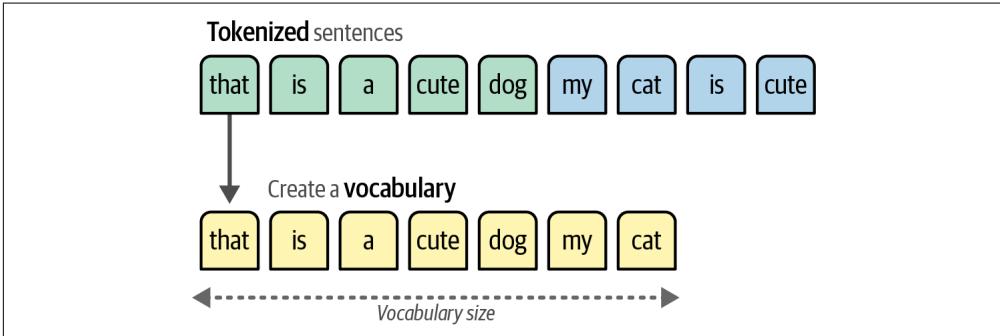 Tokenized sentences
that is a cute dog my cat is cute
Create a vocabulary
that is a cute dog my cat
Vocabulary size